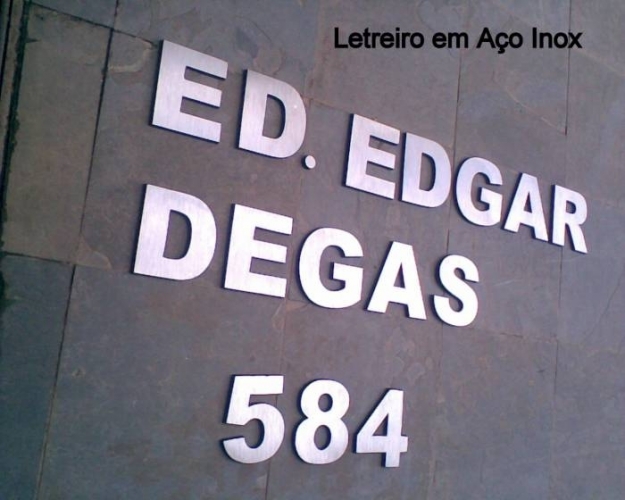 Letreiro em Aço Inox
ED. EDGAR
DEGAS
584